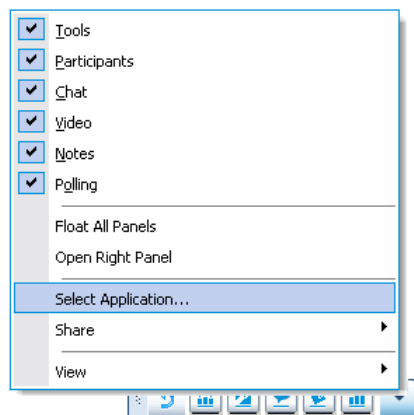 Tools
Participants
Chat
Video
Notes
Polling
Float All Panels
Open Right Panel
Select Application...
Share
View